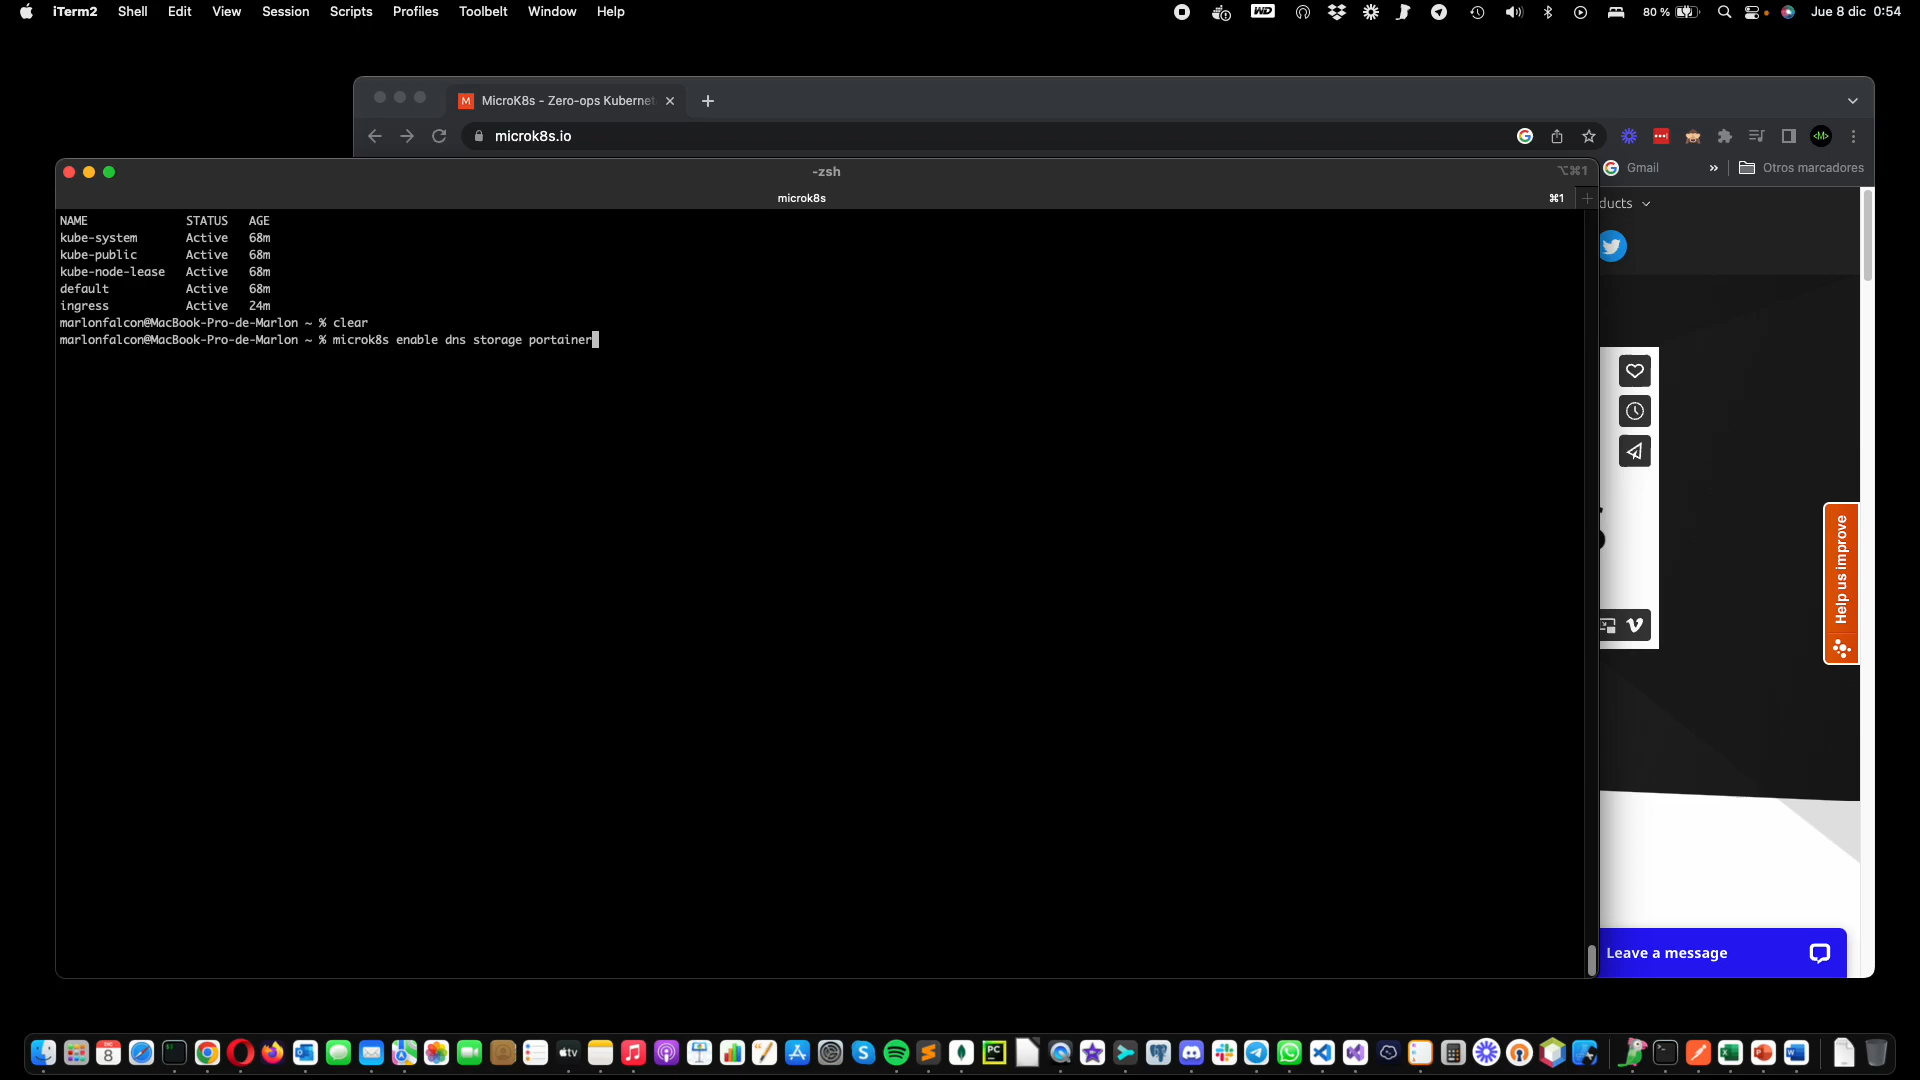 iTerm2 Shell Edit View Session Scripts Profiles Toolbelt Window Help 80 % Jue 8 dic 0:54
MicroK8s - Zero-ops Kubernet
microk8s.io
-zsh ⌥⌘1
Gmail » Otros marcadores
microk8s ⌘1
ducts
NAME STATUS AGE
kube-system Active 68m
kube-public Active 68m
kube-node-lease Active 68m
default Active 68m
ingress Active 24m
marlonfalcon@MacBook-Pro-de-Marlon ~ % clear
marlonfalcon@MacBook-Pro-de-Marlon ~ % microk8s enable dns storage portainer
Help us improve
Leave a message